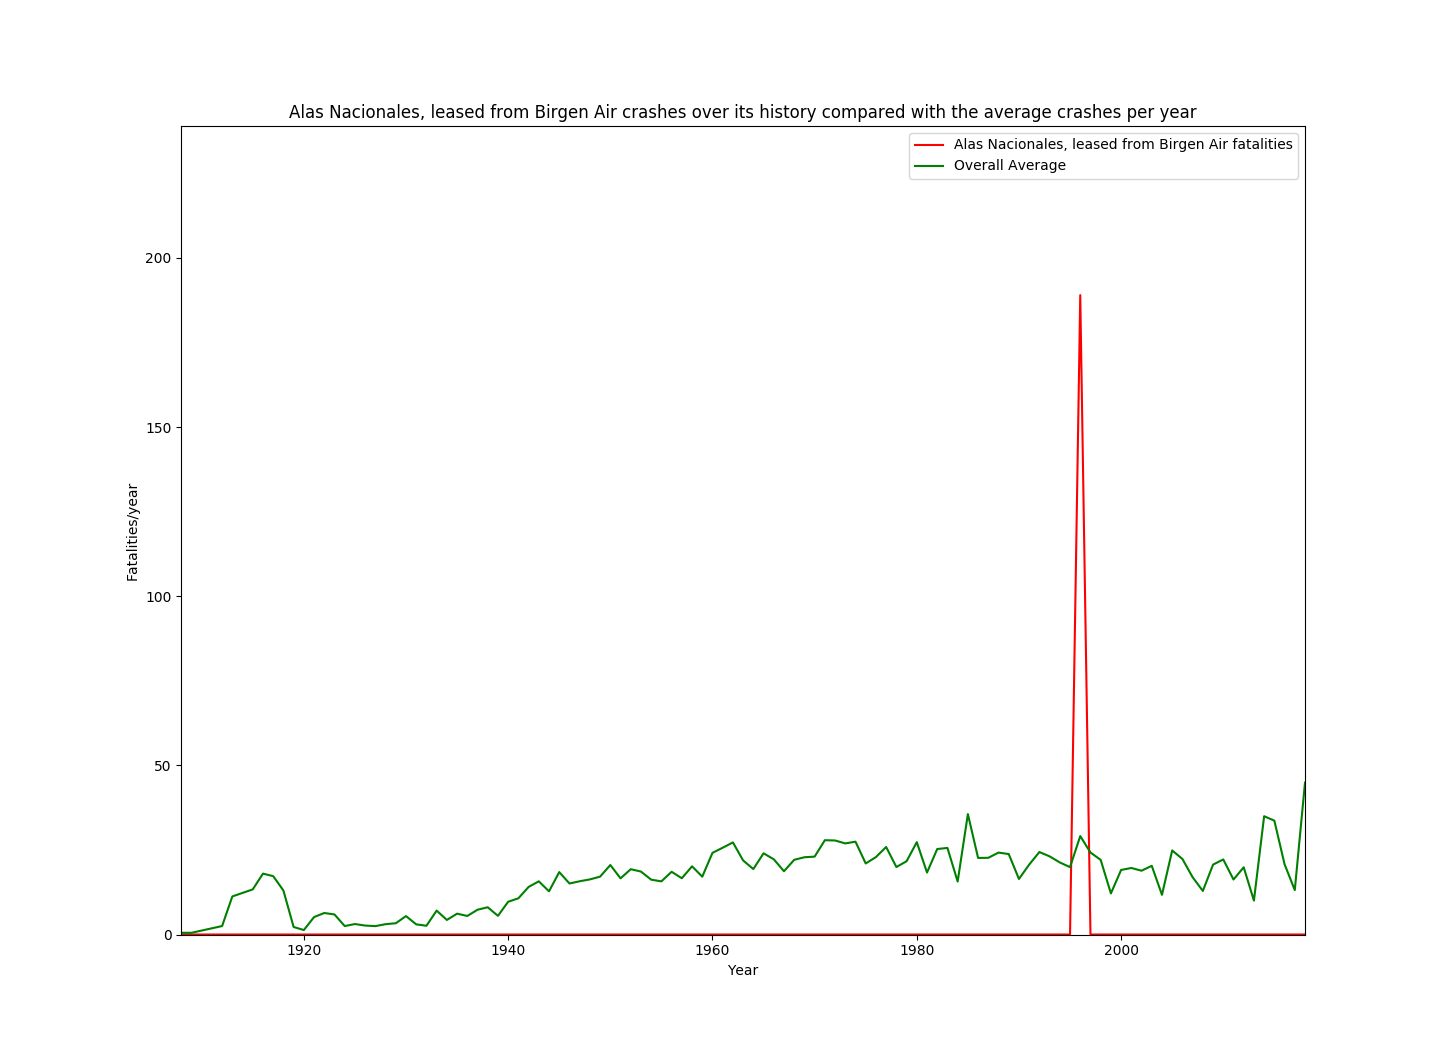 Alas Nacionales, leased from Birgen Air crashes over its history compared with the average crashes per year
Alas Nacionales, leased from Birgen Air fatalities
Overall Average
200
150
100
50
0
Fatalities/year
1920
1940
1960
1980
2000
Year